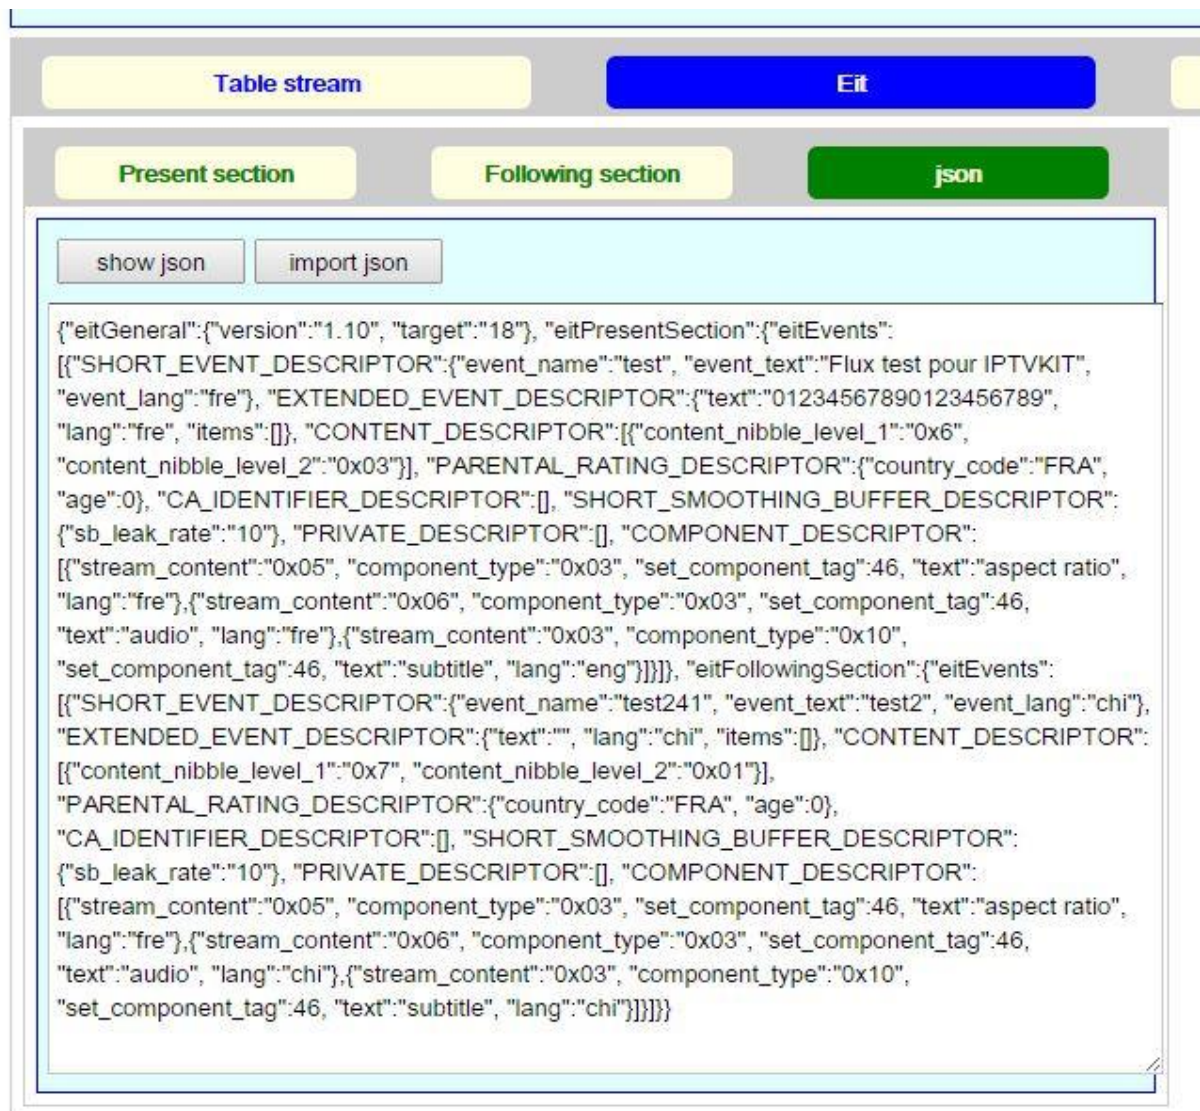 Table stream
Eit
Present section
Following section
json
show json
import json
{"eitGeneral":{"version":"1.10", "target":"18"}, "eitPresentSection":{"eitEvents":
[{"SHORT_EVENT_DESCRIPTOR":{"event_name":"test", "event_text":"Flux test pour IPTVKIT",
"event_lang":"fre"}, "EXTENDED_EVENT_DESCRIPTOR":{"text":"01234567890123456789",
"lang":"fre", "items":[]}, "CONTENT_DESCRIPTOR":[{"content_nibble_level_1":"0x6",
"content_nibble_level_2":"0x03"}], "PARENTAL_RATING_DESCRIPTOR":{"country_code":"FRA",
"age":0}, "CA_IDENTIFIER_DESCRIPTOR":[], "SHORT_SMOOTHING_BUFFER_DESCRIPTOR":
{"sb_leak_rate":"10"}, "PRIVATE_DESCRIPTOR":[], "COMPONENT_DESCRIPTOR":
[{"stream_content":"0x05", "component_type":"0x03", "set_component_tag":46, "text":"aspect ratio",
"lang":"fre"},{"stream_content":"0x06", "component_type":"0x03", "set_component_tag":46,
"text":"audio", "lang":"fre"},{"stream_content":"0x03", "component_type":"0x10",
"set_component_tag":46, "text":"subtitle", "lang":"eng"}]}]}, "eitFollowingSection":{"eitEvents":
[{"SHORT_EVENT_DESCRIPTOR":{"event_name":"test241", "event_text":"test2", "event_lang":"chi"},
"EXTENDED_EVENT_DESCRIPTOR":{"text":"", "lang":"chi", "items":[]}, "CONTENT_DESCRIPTOR":
[{"content_nibble_level_1":"0x7", "content_nibble_level_2":"0x01"}],
"PARENTAL_RATING_DESCRIPTOR":{"country_code":"FRA", "age":0},
"CA_IDENTIFIER_DESCRIPTOR":[], "SHORT_SMOOTHING_BUFFER_DESCRIPTOR":
{"sb_leak_rate":"10"}, "PRIVATE_DESCRIPTOR":[], "COMPONENT_DESCRIPTOR":
[{"stream_content":"0x05", "component_type":"0x03", "set_component_tag":46, "text":"aspect ratio",
"lang":"fre"},{"stream_content":"0x06", "component_type":"0x03", "set_component_tag":46,
"text":"audio", "lang":"chi"},{"stream_content":"0x03", "component_type":"0x10",
"set_component_tag":46, "text":"subtitle", "lang":"chi"}]}]}}